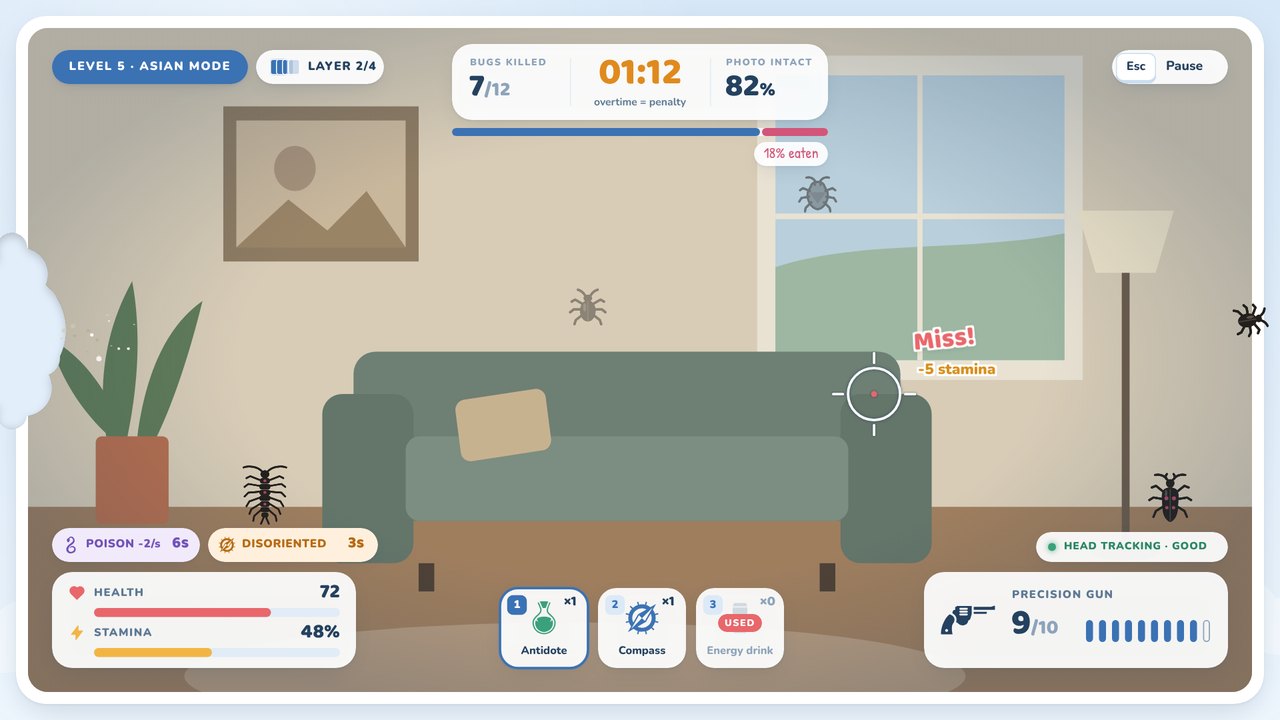 LEVEL 5 · ASIAN MODE
LAYER 2/4
BUGS KILLED
7/12
01:12
overtime = penalty
PHOTO INTACT
82%
18% eaten
Esc
Pause
Miss!
-5 stamina
POISON -2/s
6s
DISORIENTED
3s
HEAD TRACKING · GOOD
HEALTH
72
STAMINA
48%
1
×1
Antidote
2
×1
Compass
3
×0
USED
Energy drink
PRECISION GUN
9/10